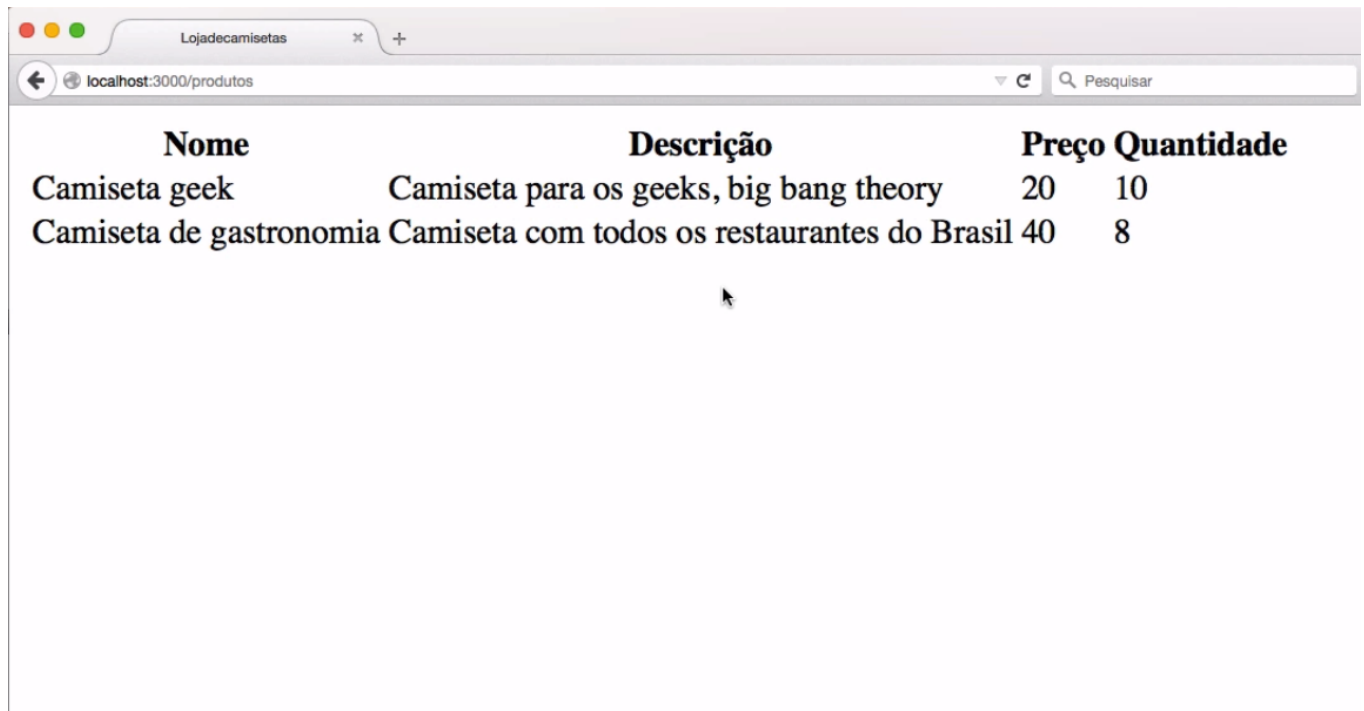 Lojadecamisetas
localhost:3000/produtos
Pesquisar
Nome Descrição Preço Quantidade
Camiseta geek Camiseta para os geeks, big bang theory 20 10
Camiseta de gastronomia Camiseta com todos os restaurantes do Brasil 40 8